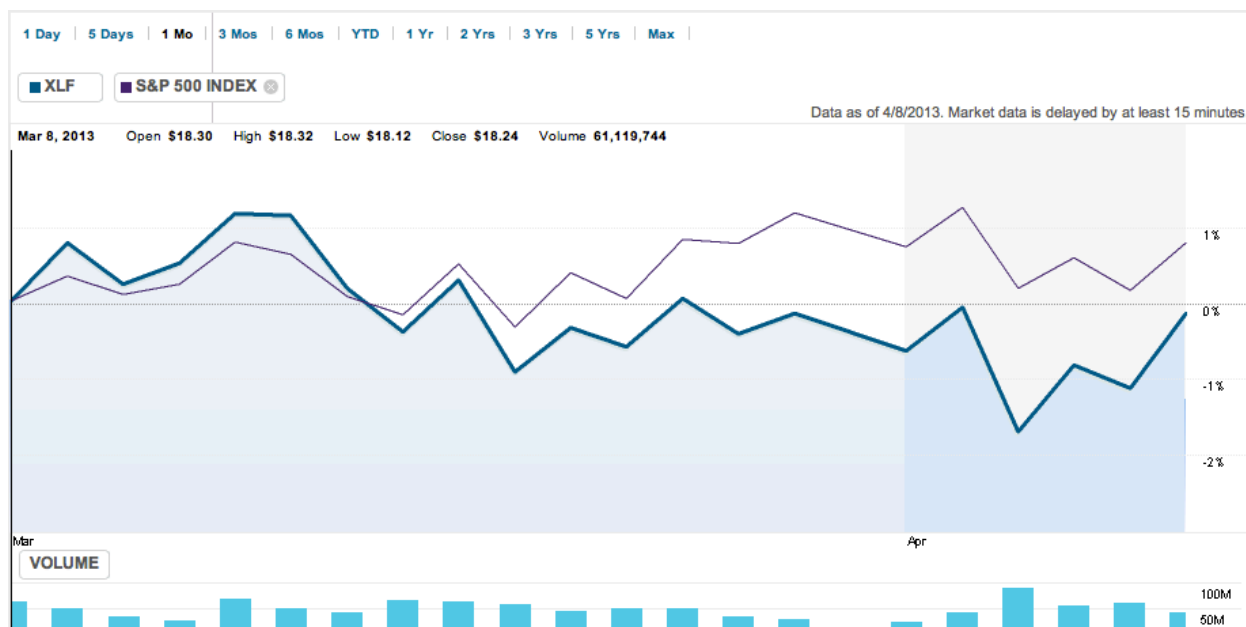 1 Day 5 Days 1 Mo 3 Mos 6 Mos YTD 1 Yr 2 Yrs 3 Yrs 5 Yrs Max
XLF S&P 500 INDEX
Data as of 4/8/2013. Market data is delayed by at least 15 minutes
Mar 8, 2013 Open $18.30 High $18.32 Low $18.12 Close $18.24 Volume 61,119,744
1%
0%
-1%
-2%
Mar Apr
VOLUME
100M
50M